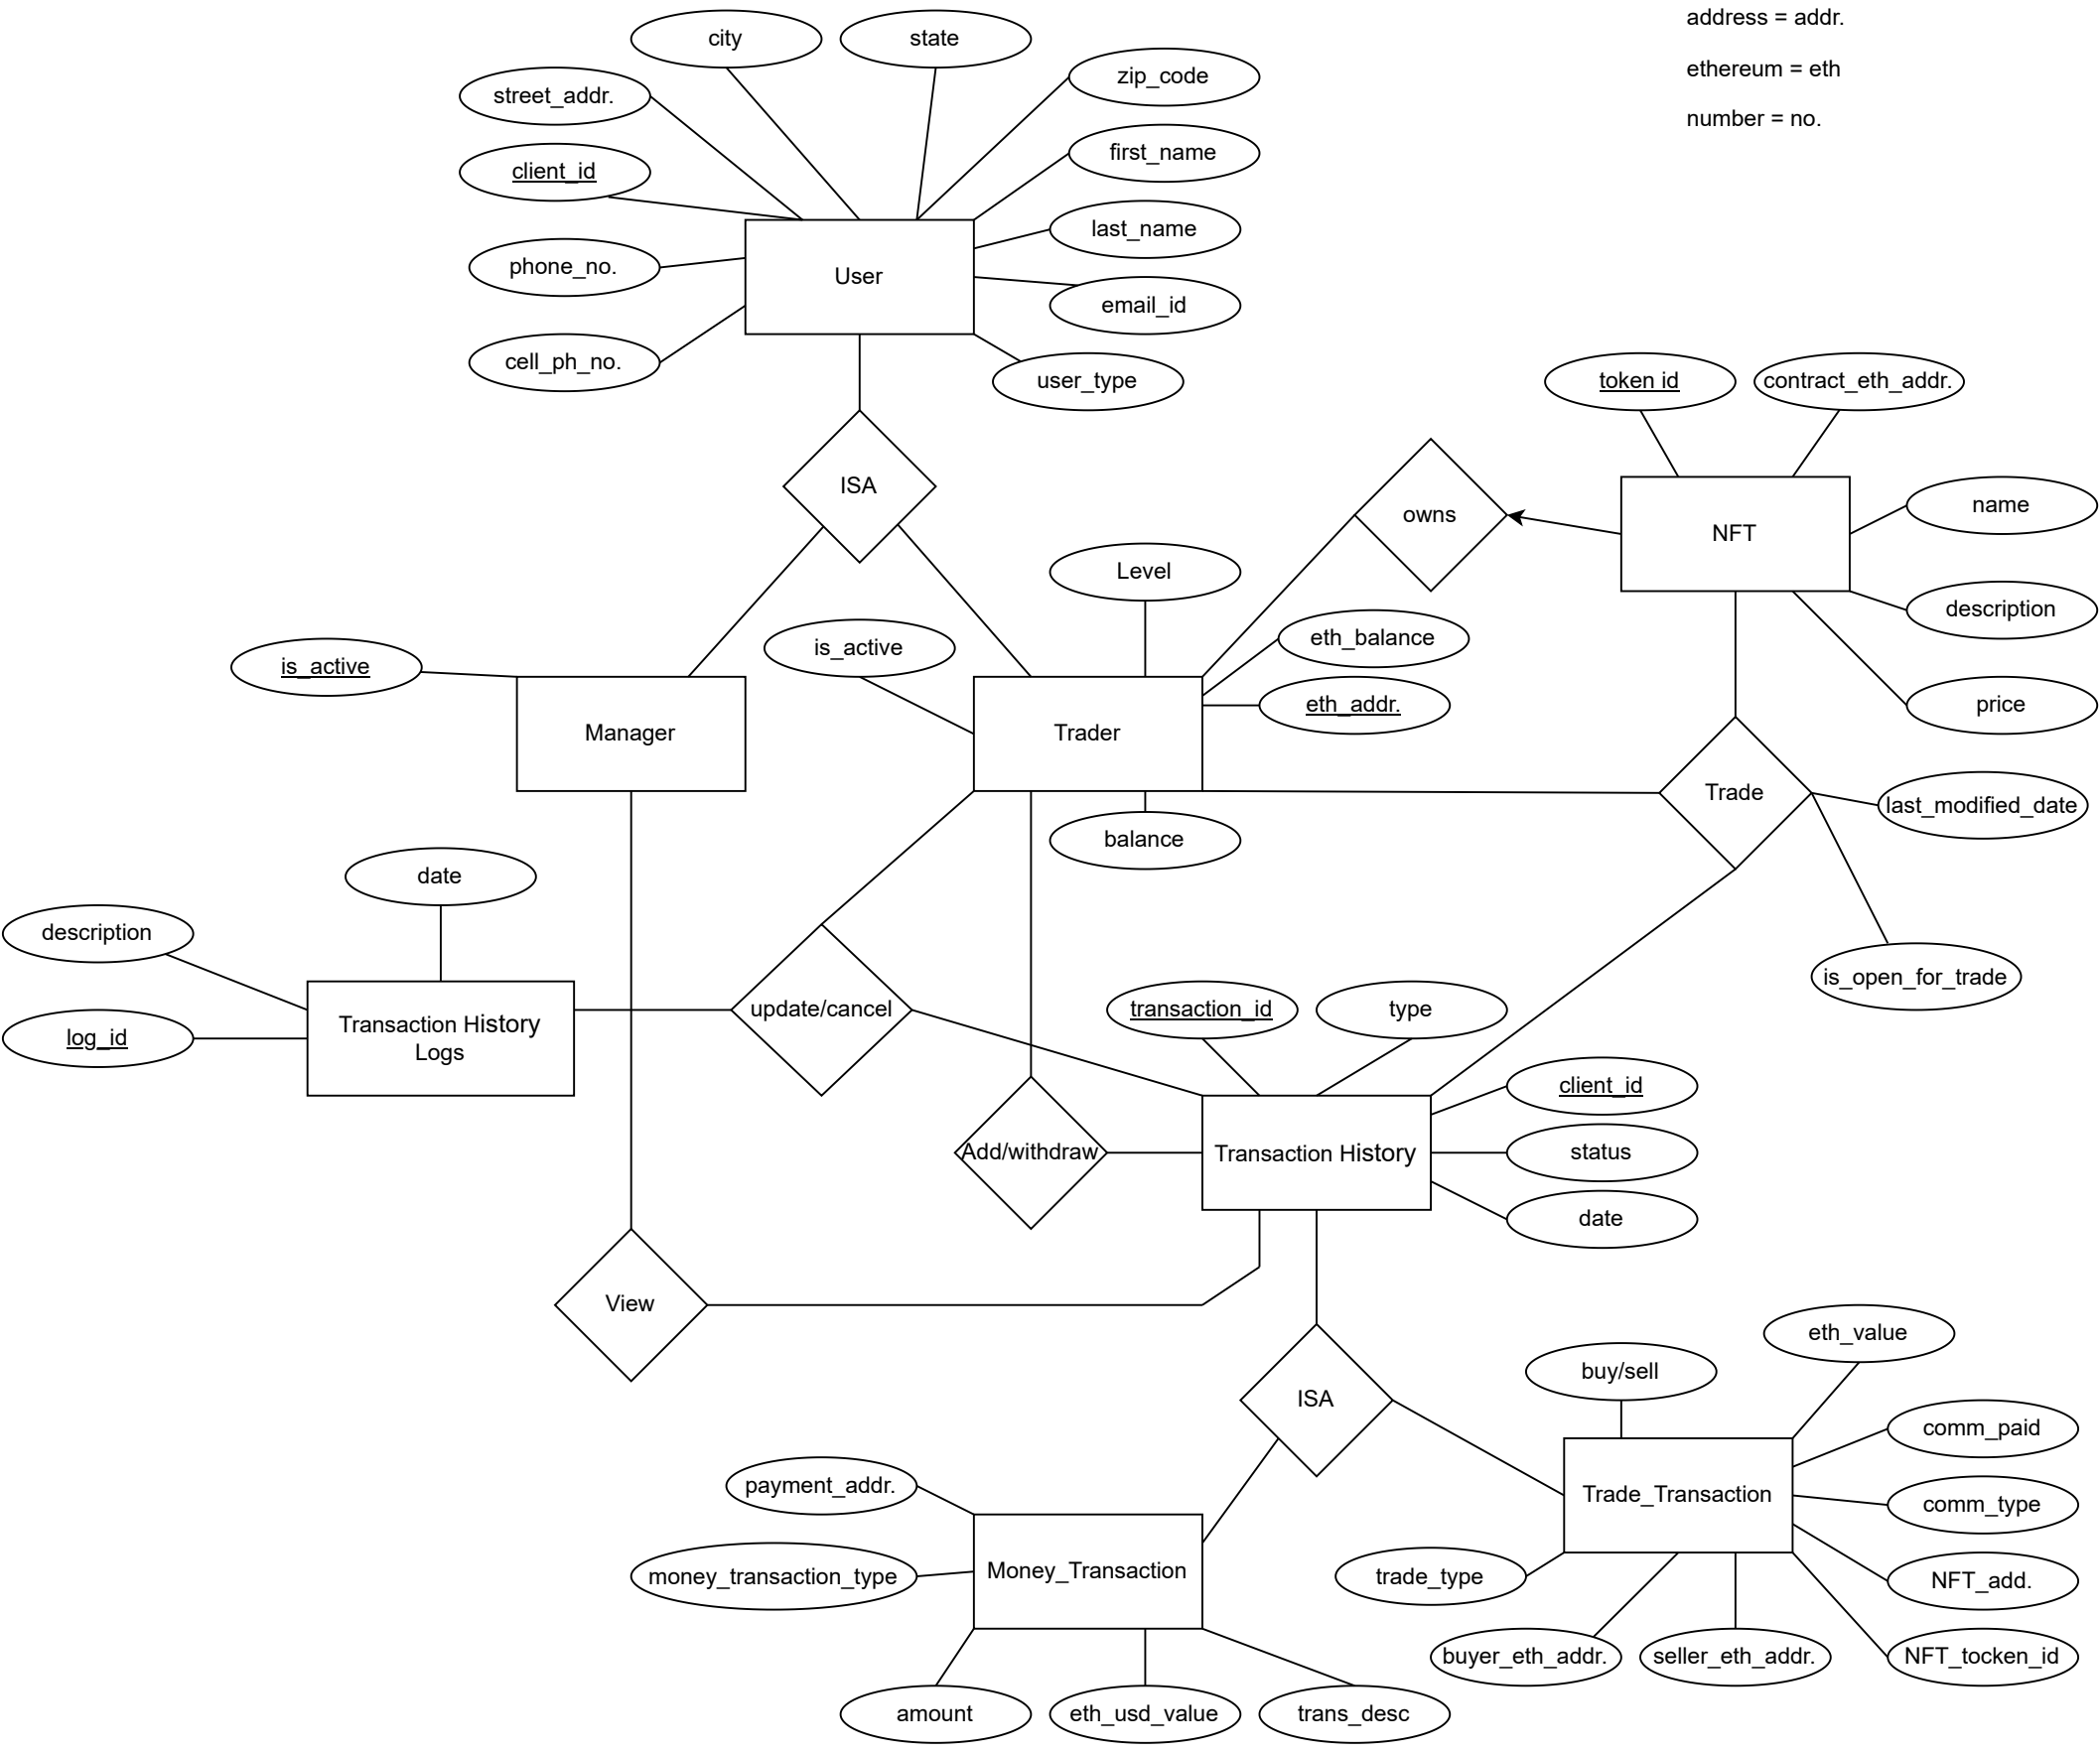 address = addr.
city
state
ethereum = eth
zip_code
street_addr.
number = no.
first_name
client_id
last_name
phone_no.
User
email_id
cell_ph_no.
user_type
token id
contract_eth_addr.
ISA
owns
name
NFT
Level
description
eth_balance
is_active
is_active
eth_addr.
price
Manager
Trader
Trade
last_modified_date
balance
date
description
is_open_for_trade
update/cancel
transaction_id
type
Transaction History
Logs
log_id
client_id
Add/withdraw
Transaction History
status
date
View
eth_value
buy/sell
ISA
comm_paid
payment_addr.
Trade_Transaction
comm_type
Money_Transaction
money_transaction_type
trade_type
NFT_add.
buyer_eth_addr.
seller_eth_addr.
NFT_tocken_id
amount
eth_usd_value
trans_desc